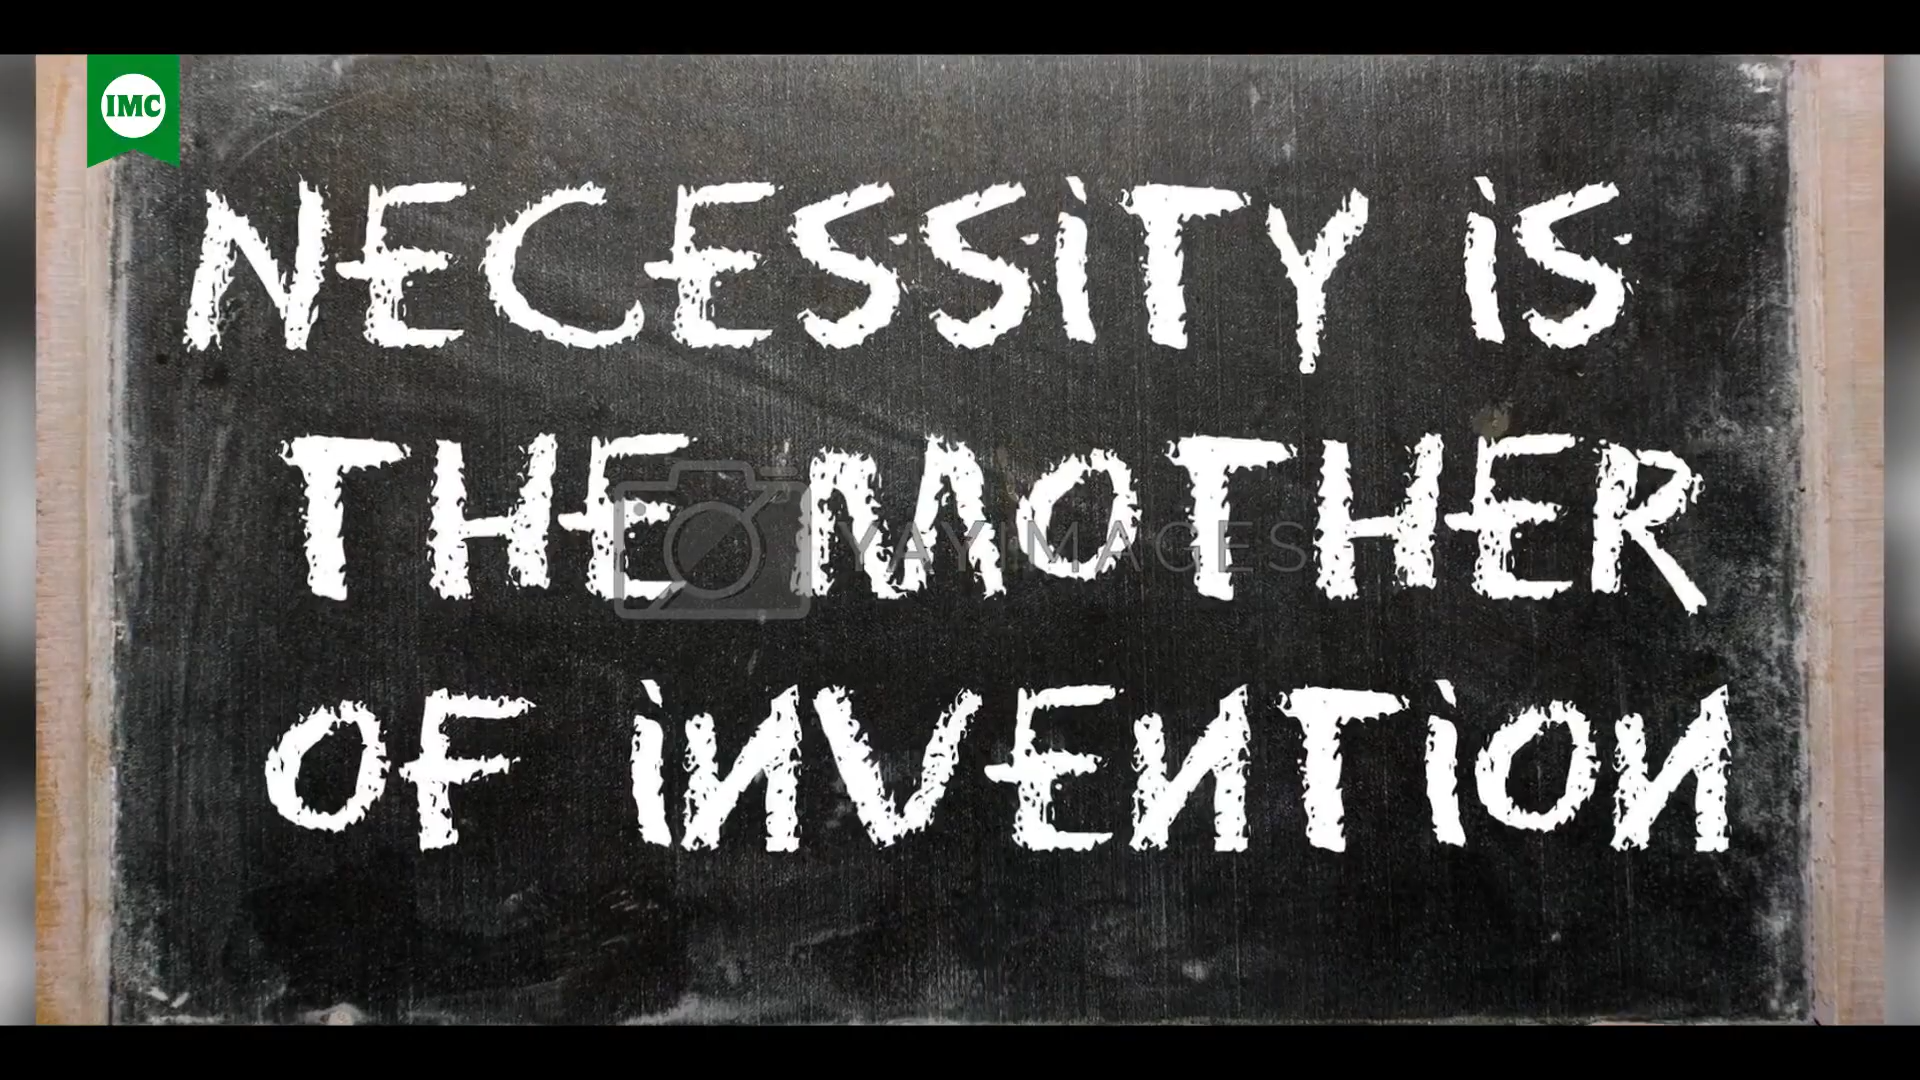 IMC
NECESSITY IS
THE MOTHER
OF INVENTION
YAYIMAGES